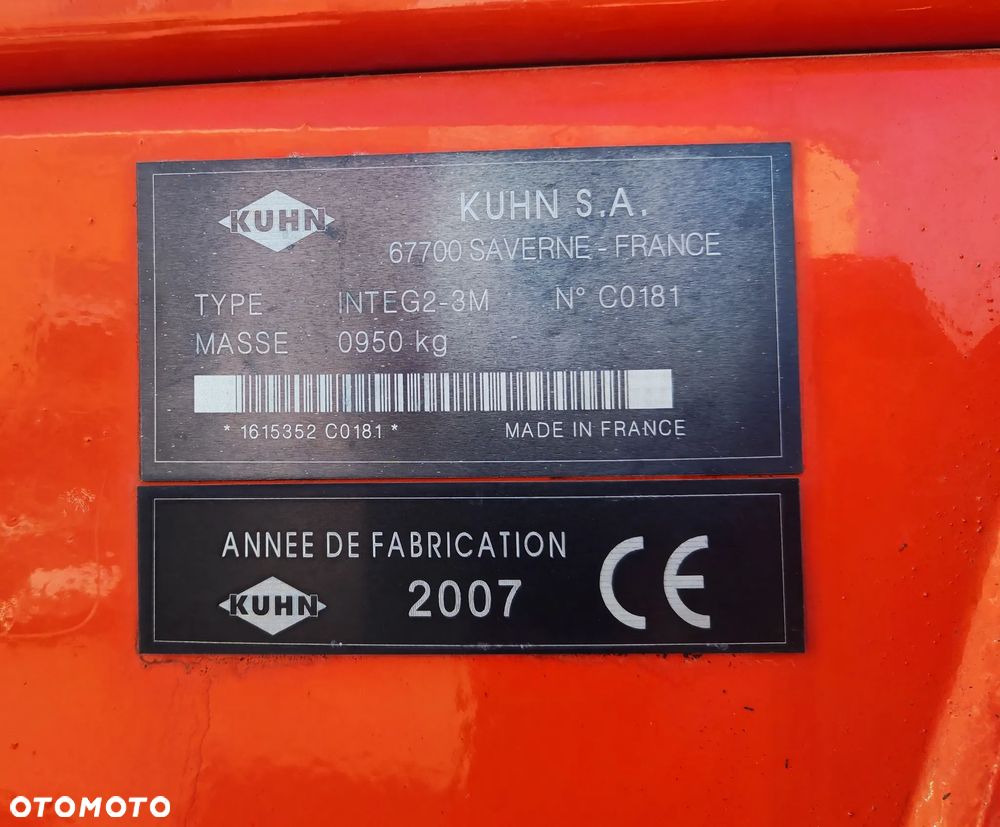 KUHN
KUHN S.A.
67700 SAVERNE - FRANCE
TYPE INTEG2-3M N° C0181
MASSE 0950 kg
* 1615352 C0181 * MADE IN FRANCE
ANNEE DE FABRICATION
KUHN 2007 CE
OTOMOTO